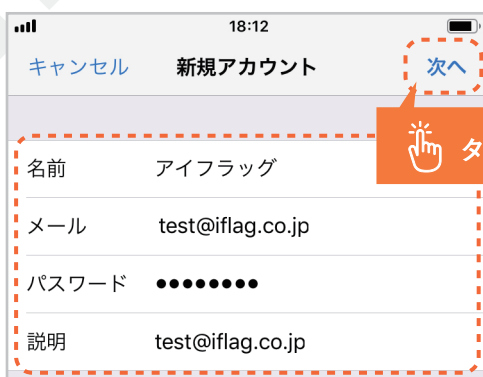 18:12
キャンセル 新規アカウント 次へ
タ
名前 アイフラッグ
メール test@iflag.co.jp
パスワード ●●●●●●●●
説明 test@iflag.co.jp